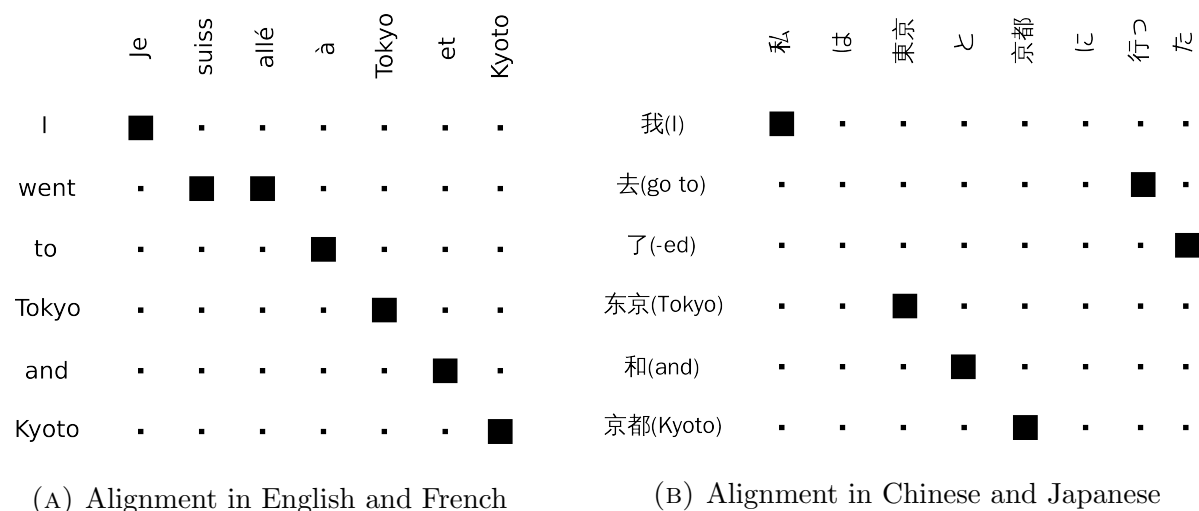 Je suiss allé à Tokyo et Kyoto
I
went
to
Tokyo
and
Kyoto
(A) Alignment in English and French
私 は 東京 と 京都 に 行っ た
我(I)
去(go to)
了(-ed)
东京(Tokyo)
和(and)
京都(Kyoto)
(B) Alignment in Chinese and Japanese